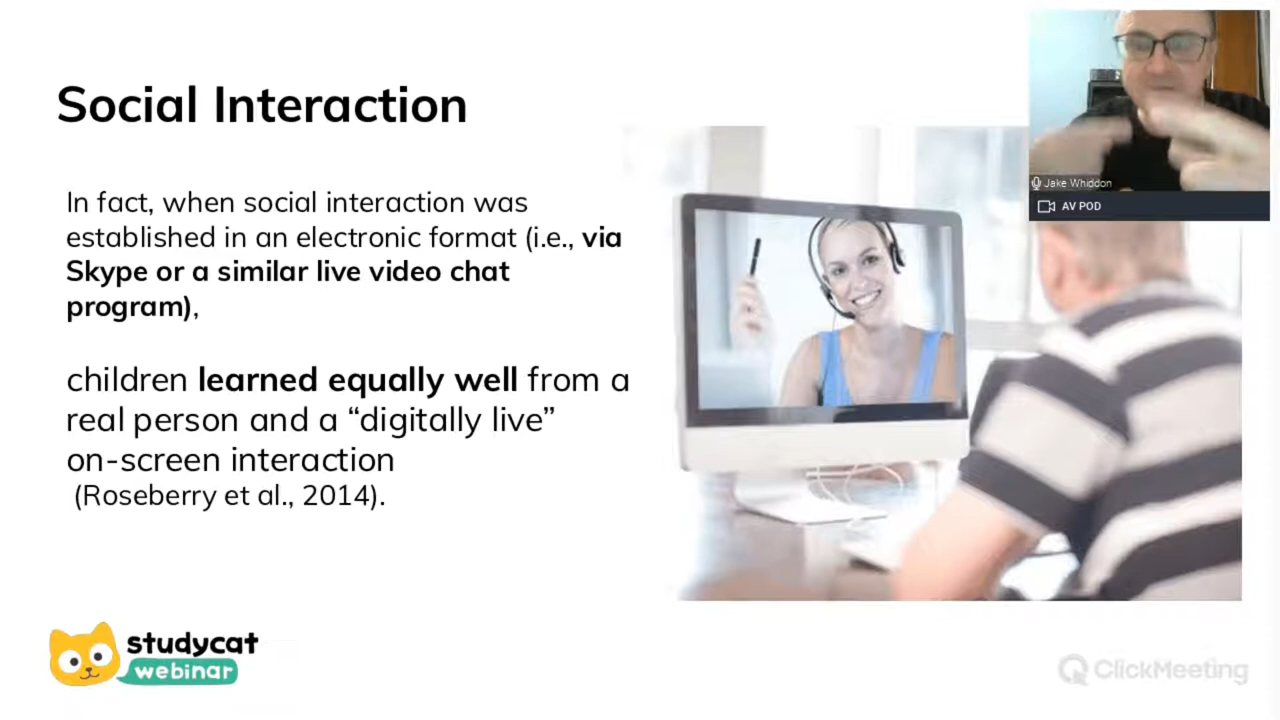 Social Interaction
In fact, when social interaction was
established in an electronic format (i.e., via
Skype or a similar live video chat
program),
children learned equally well from a
real person and a “digitally live”
on-screen interaction
(Roseberry et al., 2014).
Jake Whiddon
AV POD
studycat
webinar
ClickMeeting